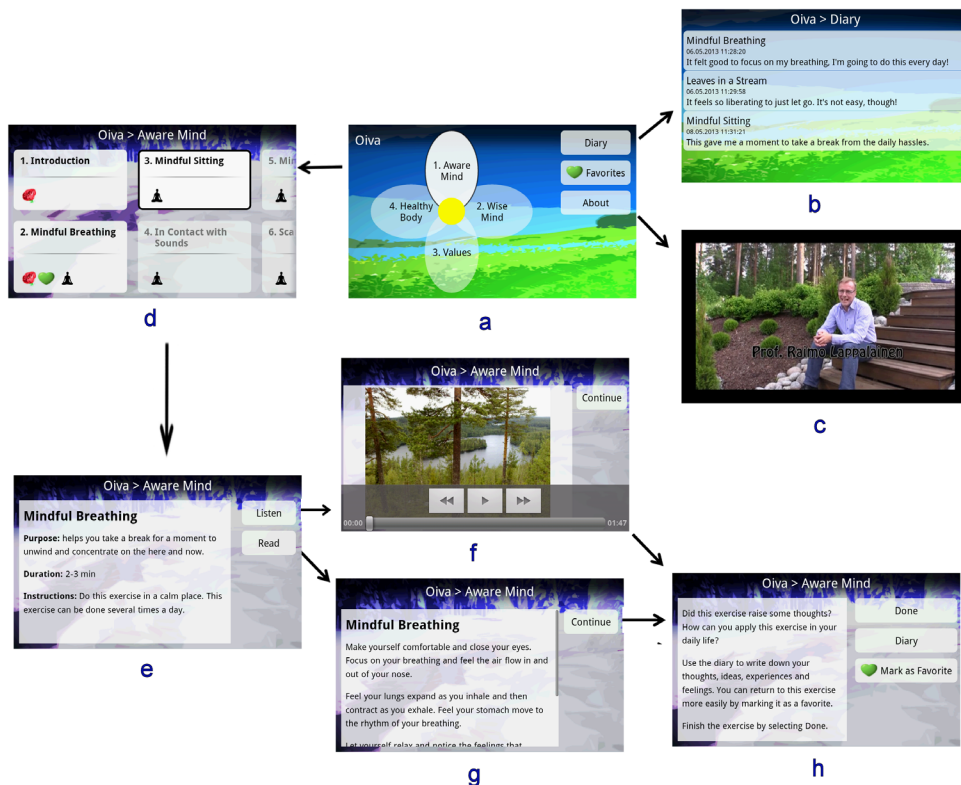 Oiva > Diary
Mindful Breathing
06.05.2013 11:28:20
It felt good to focus on my breathing, I'm going to do this every day!
Leaves in a Stream
06.05.2013 11:29:58
It feels so liberating to just let go. It's not easy, though!
Mindful Sitting
08.05.2013 11:31:21
This gave me a moment to take a break from the daily hassles.
b
Oiva > Aware Mind
1. Introduction
3. Mindful Sitting
5. Mi
2. Mindful Breathing
4. In Contact with
Sounds
6. Sca
d
Oiva
1. Aware
Mind
4. Healthy
Body
2. Wise
Mind
3. Values
Diary
Favorites
About
a
Prof. Raimo Lappalainen
c
Oiva > Aware Mind
Continue
00:00
01:47
f
Oiva > Aware Mind
Mindful Breathing
Purpose: helps you take a break for a moment to
unwind and concentrate on the here and now.
Duration: 2-3 min
Instructions: Do this exercise in a calm place. This
exercise can be done several times a day.
Listen
Read
e
Oiva > Aware Mind
Mindful Breathing
Make yourself comfortable and close your eyes.
Focus on your breathing and feel the air flow in and
out of your nose.
Feel your lungs expand as you inhale and then
contract as you exhale. Feel your stomach move to
the rhythm of your breathing.
Let yourself relax and notice the feelings that
Continue
g
Oiva > Aware Mind
Did this exercise raise some thoughts?
How can you apply this exercise in your
daily life?
Use the diary to write down your
thoughts, ideas, experiences and
feelings. You can return to this exercise
more easily by marking it as a favorite.
Finish the exercise by selecting Done.
Done
Diary
Mark as Favorite
h